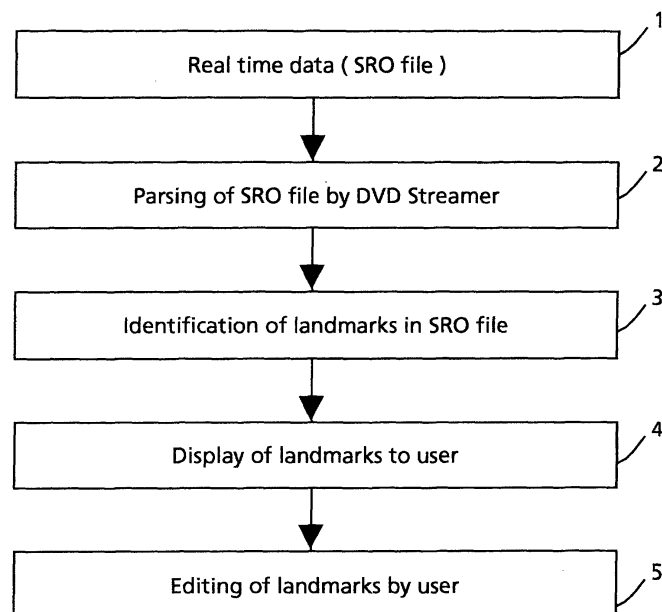 1
Real time data ( SRO file )
2
Parsing of SRO file by DVD Streamer
3
Identification of landmarks in SRO file
4
Display of landmarks to user
5
Editing of landmarks by user